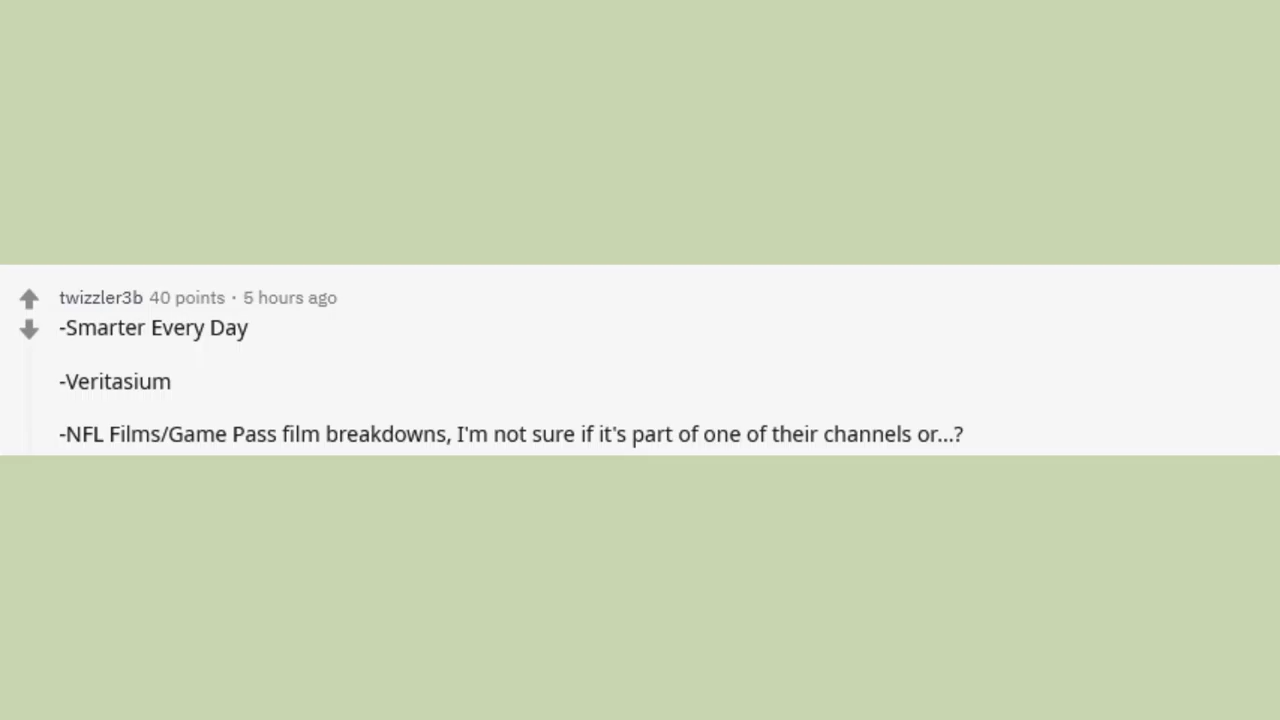 twizzler3b 40 points · 5 hours ago
-Smarter Every Day
-Veritasium
-NFL Films/Game Pass film breakdowns, I'm not sure if it's part of one of their channels or...?